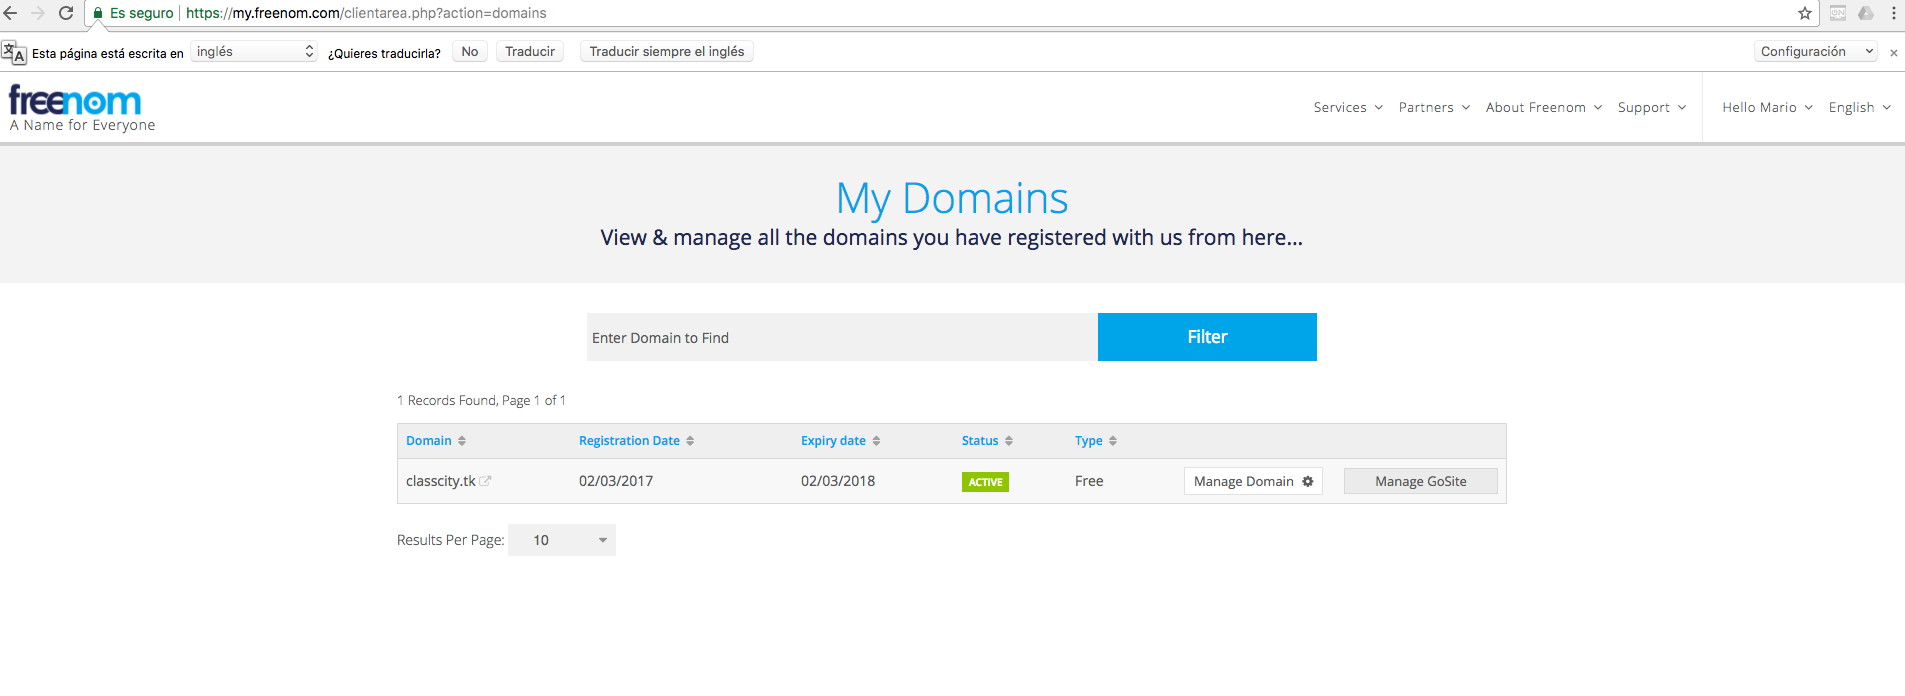 Es seguro | https://my.freenom.com/clientarea.php?action=domains
Esta página está escrita en inglés ¿Quieres traducirla? No Traducir Traducir siempre el inglés Configuración
freenom
A Name for Everyone
Services Partners About Freenom Support Hello Mario English
My Domains
View & manage all the domains you have registered with us from here...
Enter Domain to Find Filter
1 Records Found, Page 1 of 1
Domain Registration Date Expiry date Status Type
classcity.tk 02/03/2017 02/03/2018 ACTIVE Free Manage Domain Manage GoSite
Results Per Page: 10